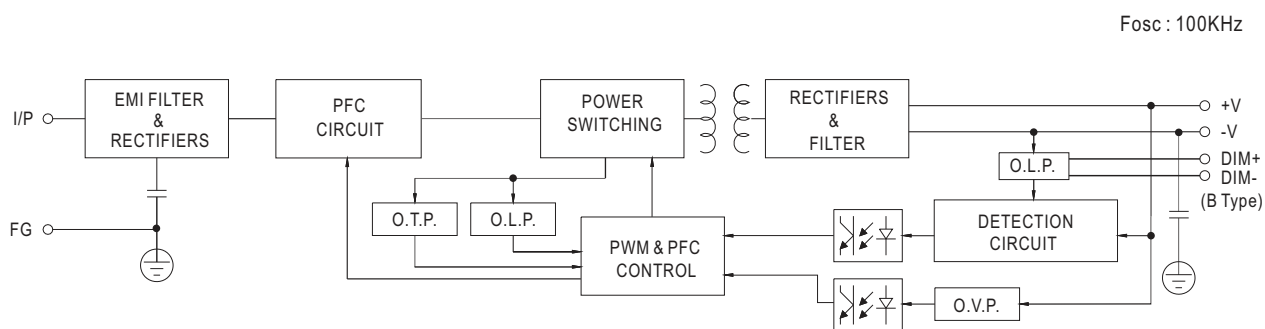 Fosc : 100KHz
I/P
EMI FILTER
&
RECTIFIERS
PFC
CIRCUIT
POWER
SWITCHING
RECTIFIERS
&
FILTER
+V
-V
DIM+
DIM-
(B Type)
O.L.P.
FG
O.T.P.
O.L.P.
PWM & PFC
CONTROL
DETECTION
CIRCUIT
O.V.P.